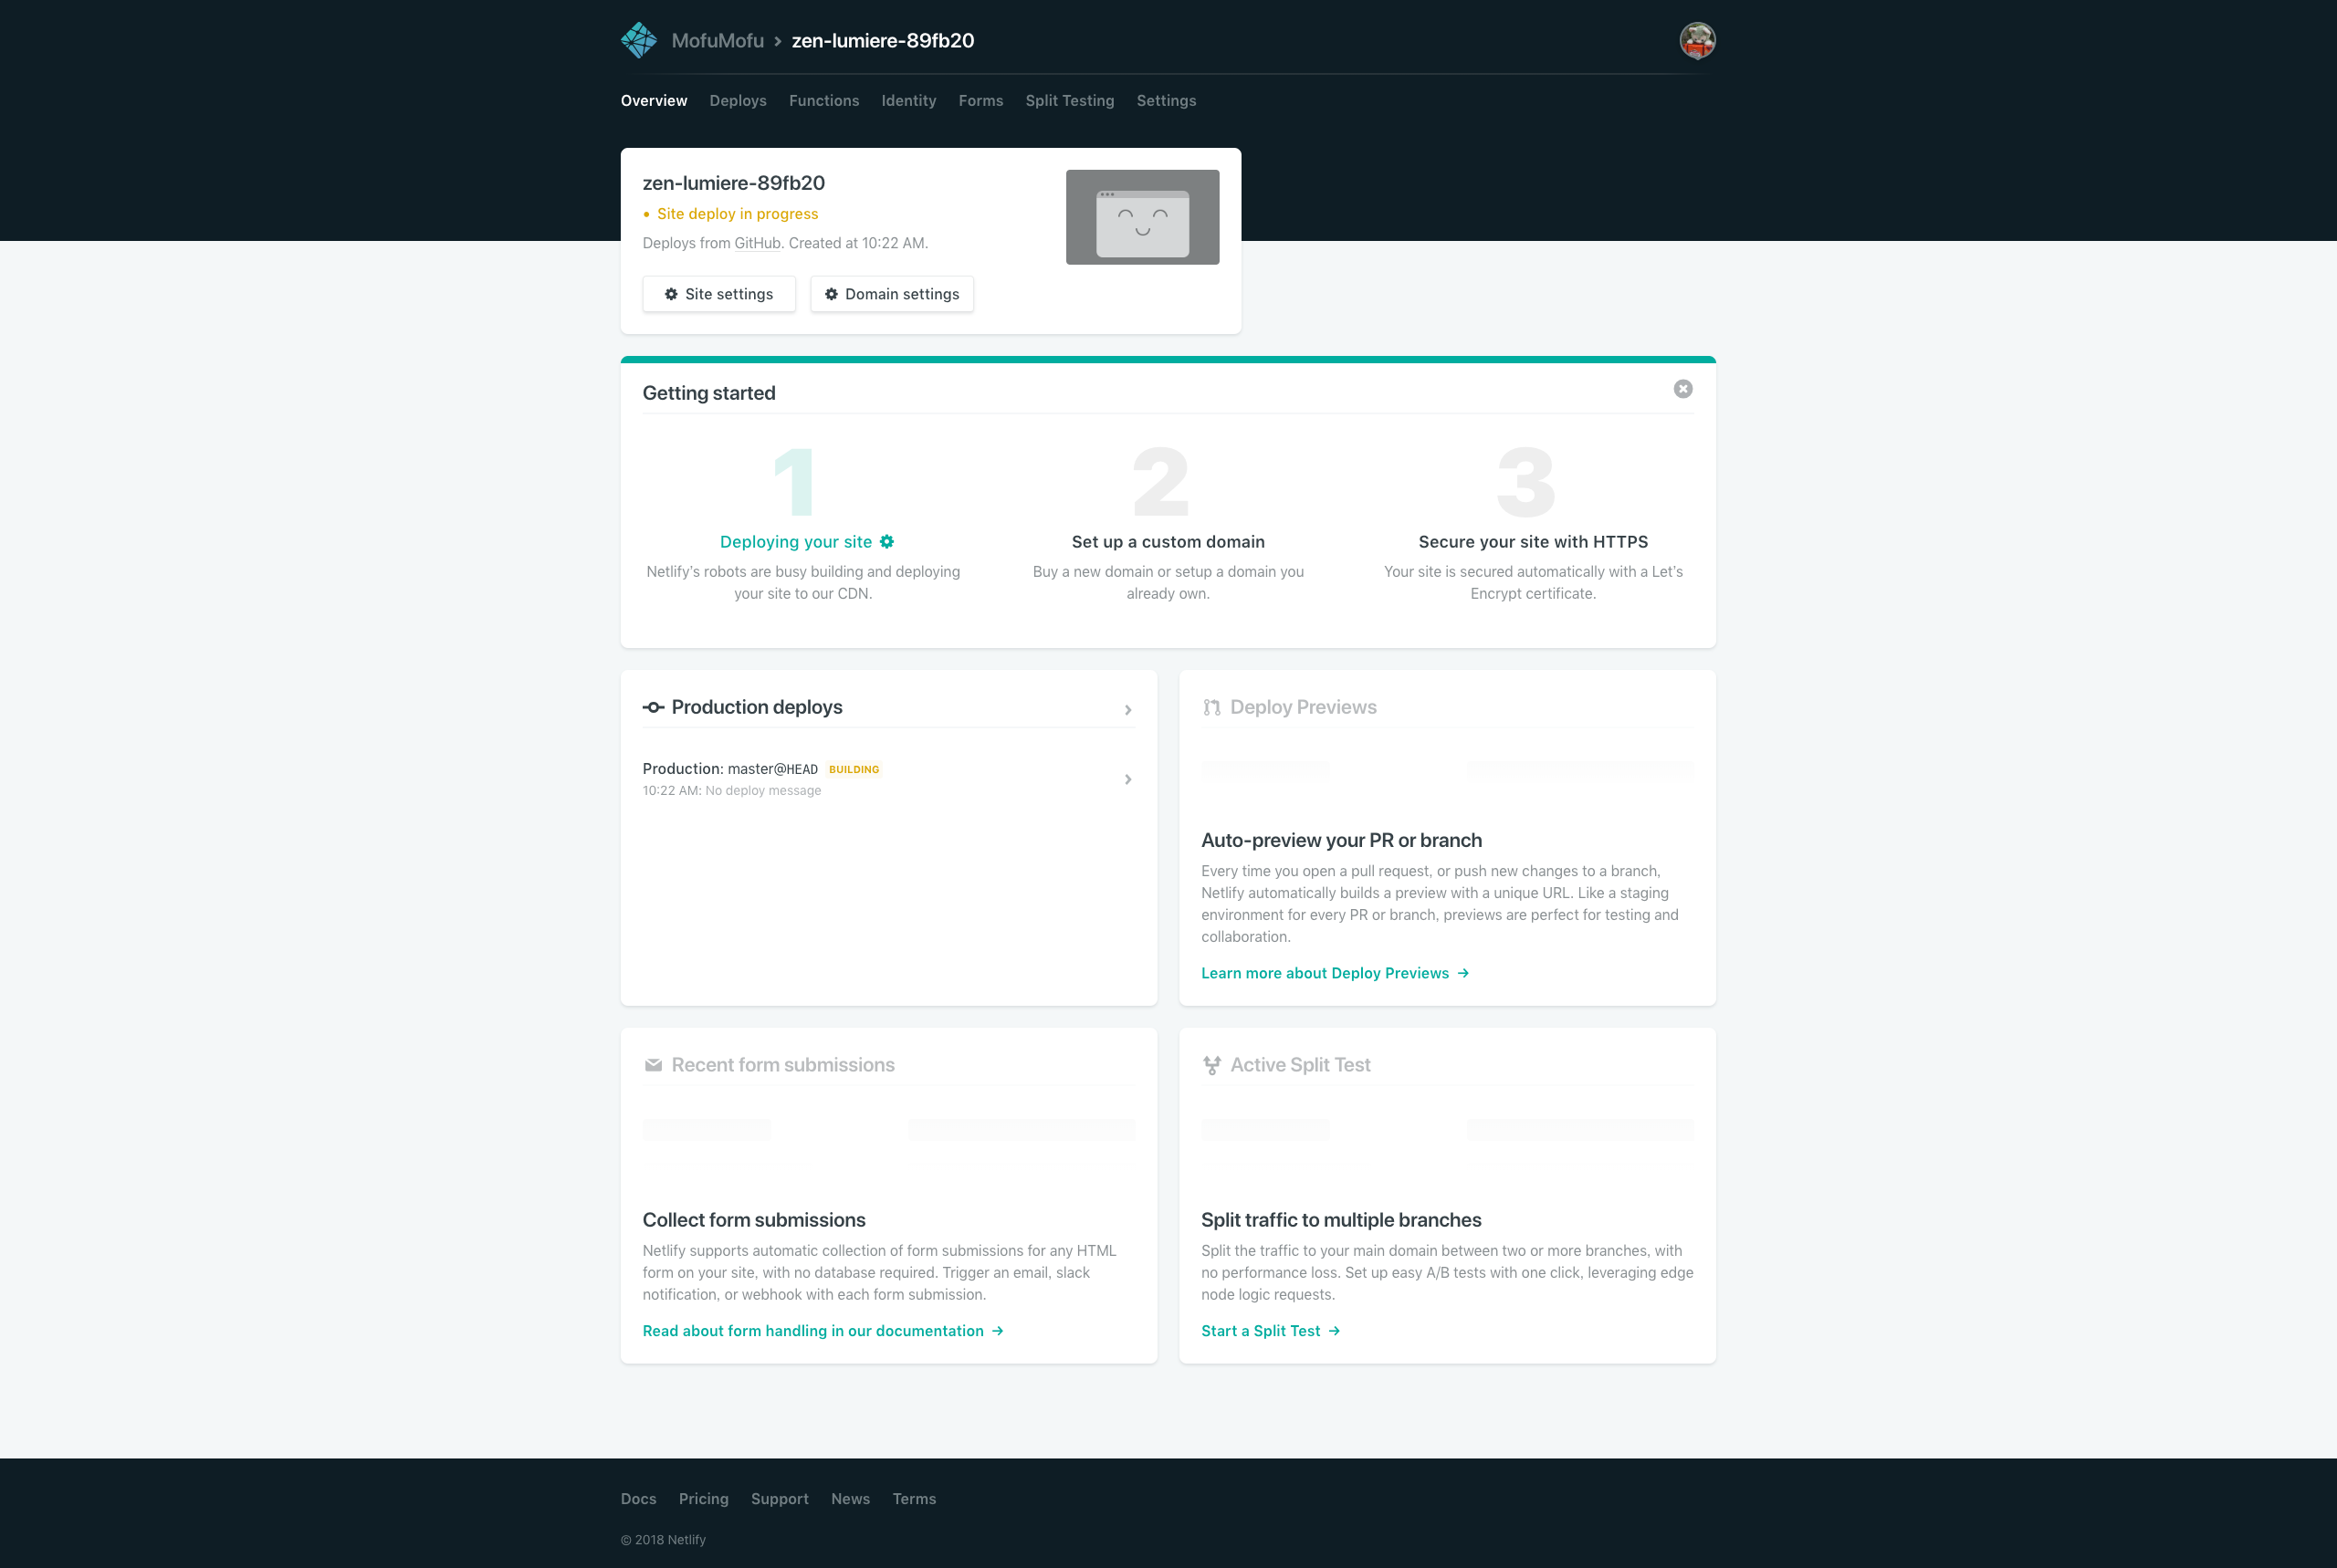 MofuMofu › zen-lumiere-89fb20
Overview Deploys Functions Identity Forms Split Testing Settings
zen-lumiere-89fb20
• Site deploy in progress
Deploys from GitHub. Created at 10:22 AM.
Site settings Domain settings
Getting started
1
Deploying your site
Netlify’s robots are busy building and deploying
your site to our CDN.
2
Set up a custom domain
Buy a new domain or setup a domain you
already own.
3
Secure your site with HTTPS
Your site is secured automatically with a Let’s
Encrypt certificate.
Production deploys
Production: master@HEAD BUILDING
10:22 AM: No deploy message
Deploy Previews
Auto-preview your PR or branch
Every time you open a pull request, or push new changes to a branch,
Netlify automatically builds a preview with a unique URL. Like a staging
environment for every PR or branch, previews are perfect for testing and
collaboration.
Learn more about Deploy Previews →
Recent form submissions
Collect form submissions
Netlify supports automatic collection of form submissions for any HTML
form on your site, with no database required. Trigger an email, slack
notification, or webhook with each form submission.
Read about form handling in our documentation →
Active Split Test
Split traffic to multiple branches
Split the traffic to your main domain between two or more branches, with
no performance loss. Set up easy A/B tests with one click, leveraging edge
node logic requests.
Start a Split Test →
Docs Pricing Support News Terms
© 2018 Netlify